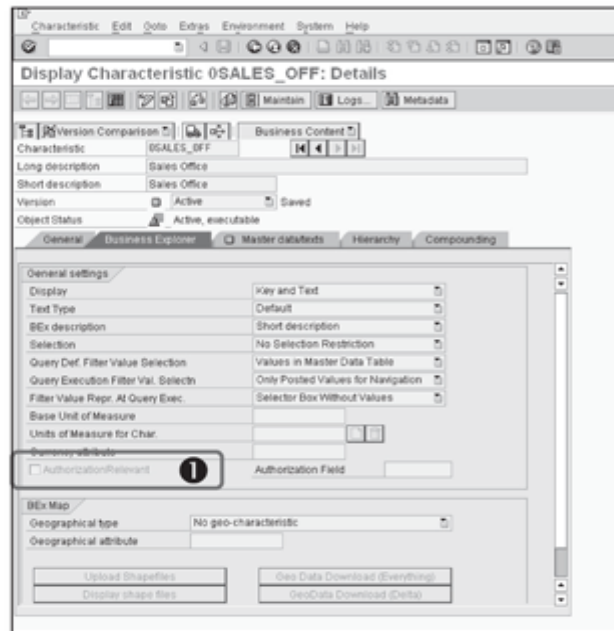 Characteristic Edit Goto Extras Environment System Help
Display Characteristic 0SALES_OFF: Details
Maintain Logs... Metadata
Version Comparison Business Content
Characteristic 0SALES_OFF
Long description Sales Office
Short description Sales Office
Version Active Saved
Object Status Active, executable
General Business Explorer Master data/texts Hierarchy Compounding
General settings
Display Key and Text
Text Type Default
BEx description Short description
Selection No Selection Restriction
Query Def. Filter Value Selection Values in Master Data Table
Query Execution Filter Val. Selectn Only Posted Values for Navigation
Filter Value Repr. At Query Exec. Selector Box Without Values
Base Unit of Measure
Units of Measure for Char.
Currency attribute
AuthorizationRelevant 1 Authorization Field
BEx Map
Geographical type No geo-characteristic
Geographical attribute
Upload Shapefiles Geo Data Download (Everything)
Display shape files GeoData Download (Delta)